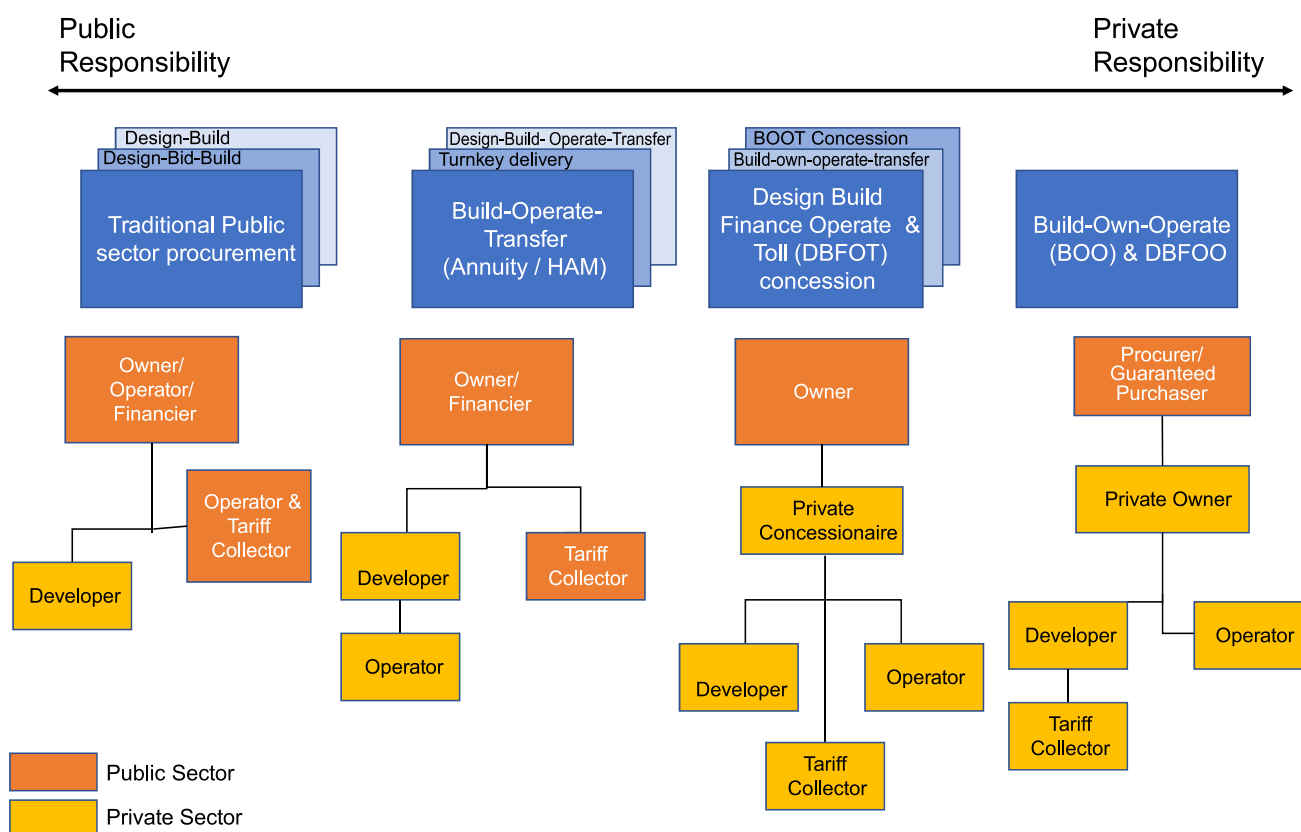 Public
Responsibility
Private
Responsibility
Design-Build
Design-Bid-Build
Traditional Public
sector procurement
Design-Build- Operate-Transfer
Turnkey delivery
Build-Operate-
Transfer
(Annuity / HAM)
BOOT Concession
Build-own-operate-transfer
Design Build
Finance Operate &
Toll (DBFOT)
concession
Build-Own-Operate
(BOO) & DBFOO
Owner/
Operator/
Financier
Operator &
Tariff
Collector
Developer
Owner/
Financier
Developer
Tariff
Collector
Operator
Owner
Private
Concessionaire
Developer
Operator
Tariff
Collector
Procurer/
Guaranteed
Purchaser
Private Owner
Developer
Operator
Tariff
Collector
Public Sector
Private Sector